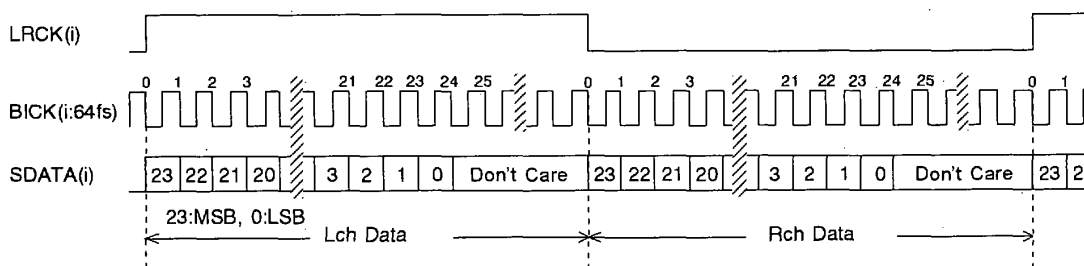 LRCK(i)
0 1 2 3 21 22 23 24 25 0 1 2 3 21 22 23 24 25 0 1
BICK(i:64fs)
SDATA(i) 23 22 21 20 3 2 1 0 Don't Care 23 22 21 20 3 2 1 0 Don't Care 23 2
23:MSB, 0:LSB
Lch Data Rch Data